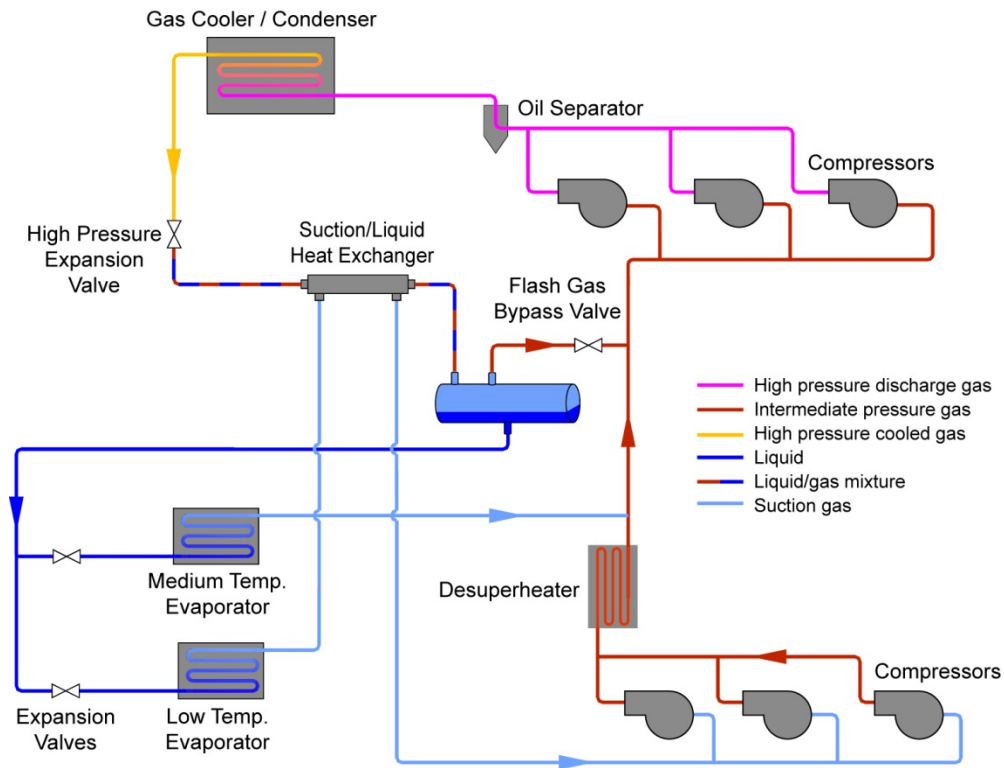 Gas Cooler / Condenser
Oil Separator
Compressors
High Pressure
Expansion
Valve
Suction/Liquid
Heat Exchanger
Flash Gas
Bypass Valve
High pressure discharge gas
Intermediate pressure gas
High pressure cooled gas
Liquid
Liquid/gas mixture
Suction gas
Medium Temp.
Evaporator
Desuperheater
Compressors
Expansion
Valves
Low Temp.
Evaporator